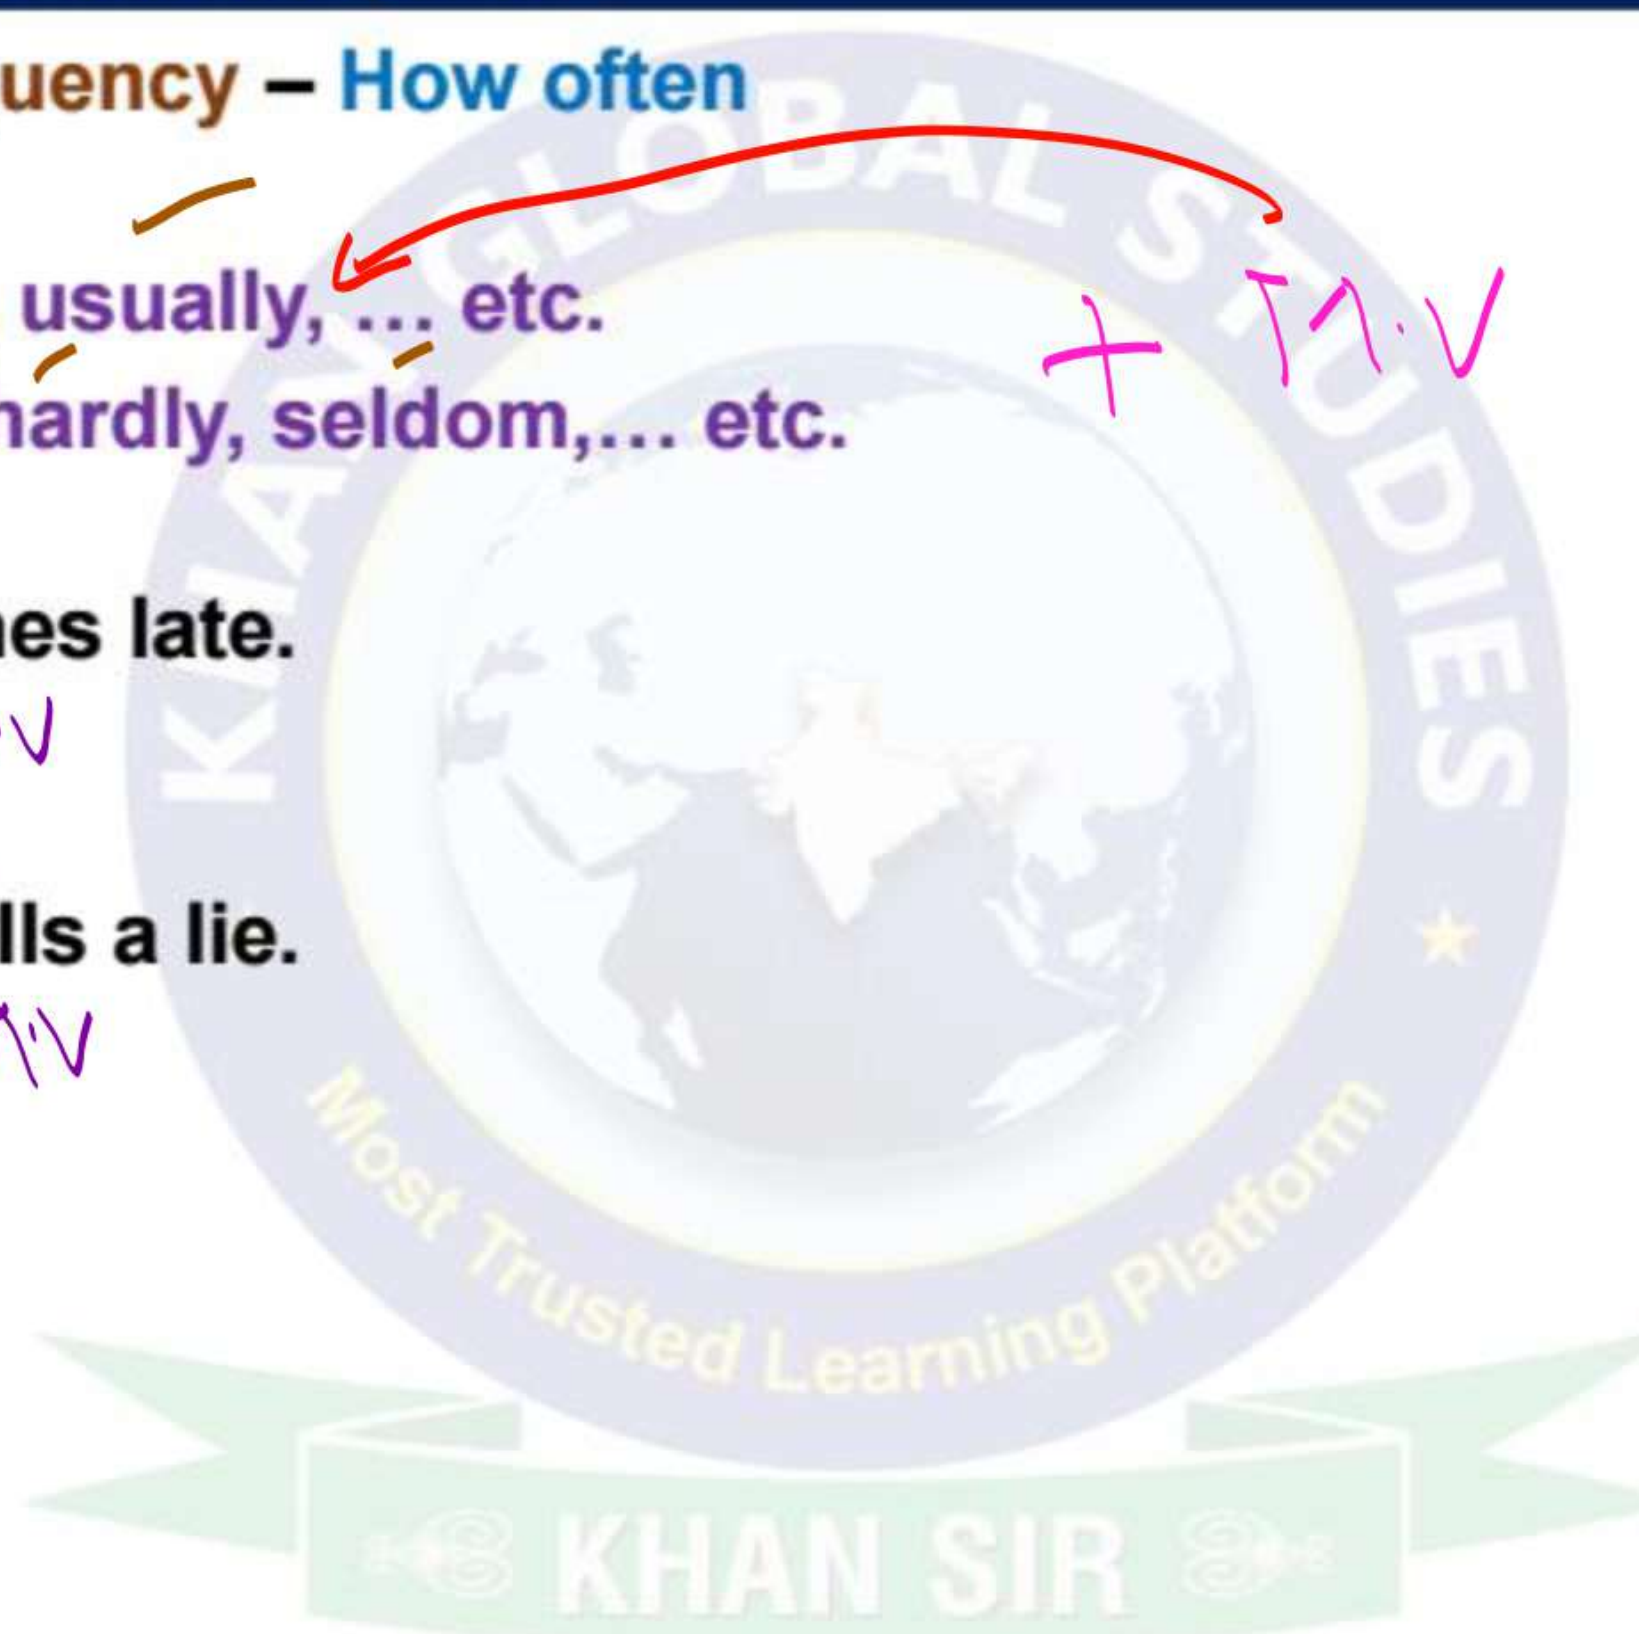 uency – How often
usually, ... etc.
+ M.V
hardly, seldom,... etc.
nes late.
V
lls a lie.
M.V
KHAN GLOBAL STUDIES
Most Trusted Learning Platform
KHAN SIR